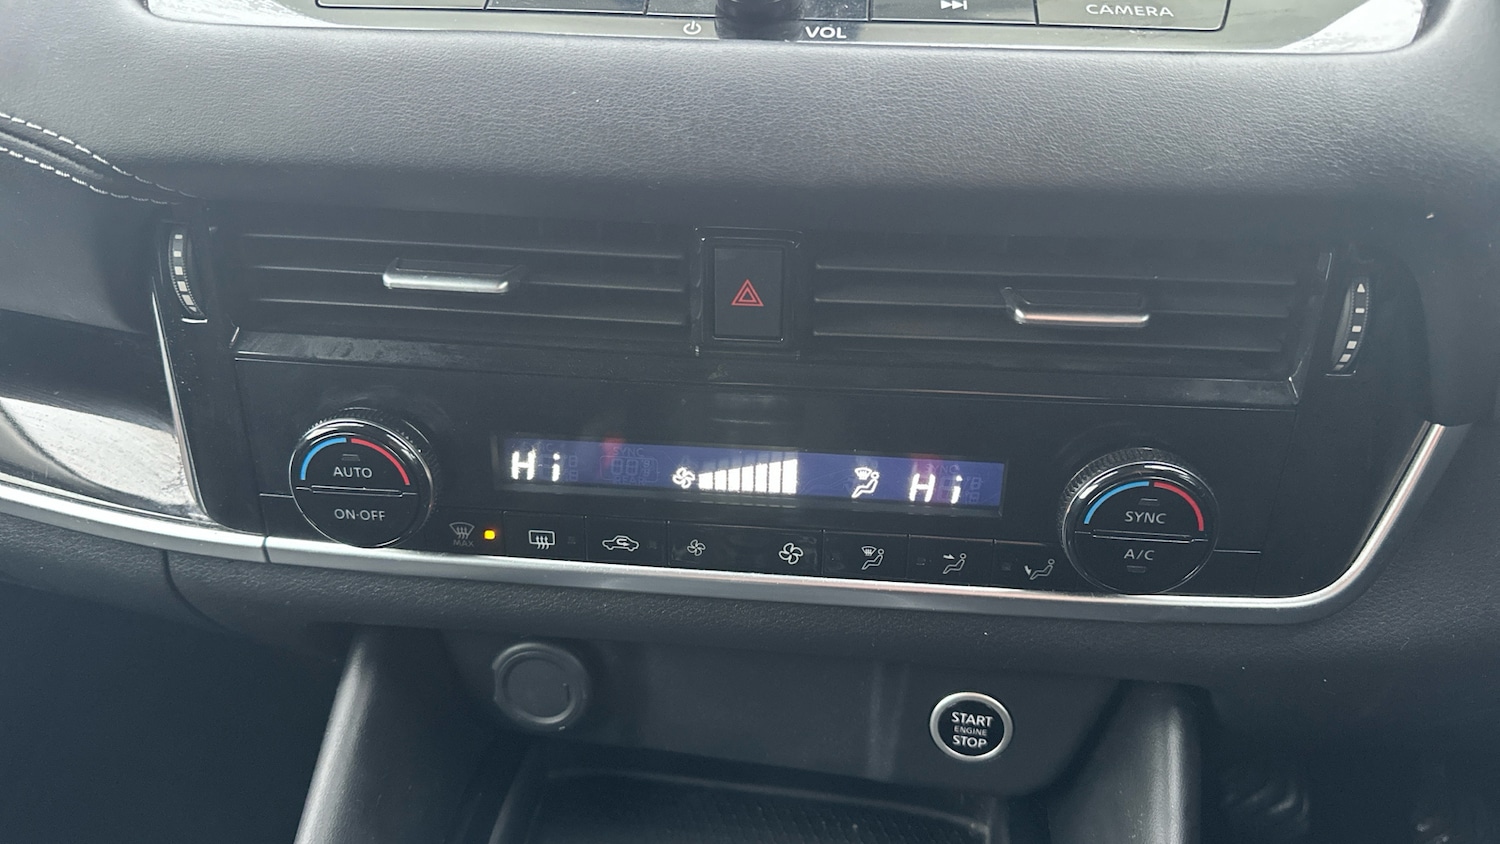 CAMERA
VOL
AUTO
ON·OFF
Hi
Hi
SYNC
A/C
MAX
START
ENGINE
STOP